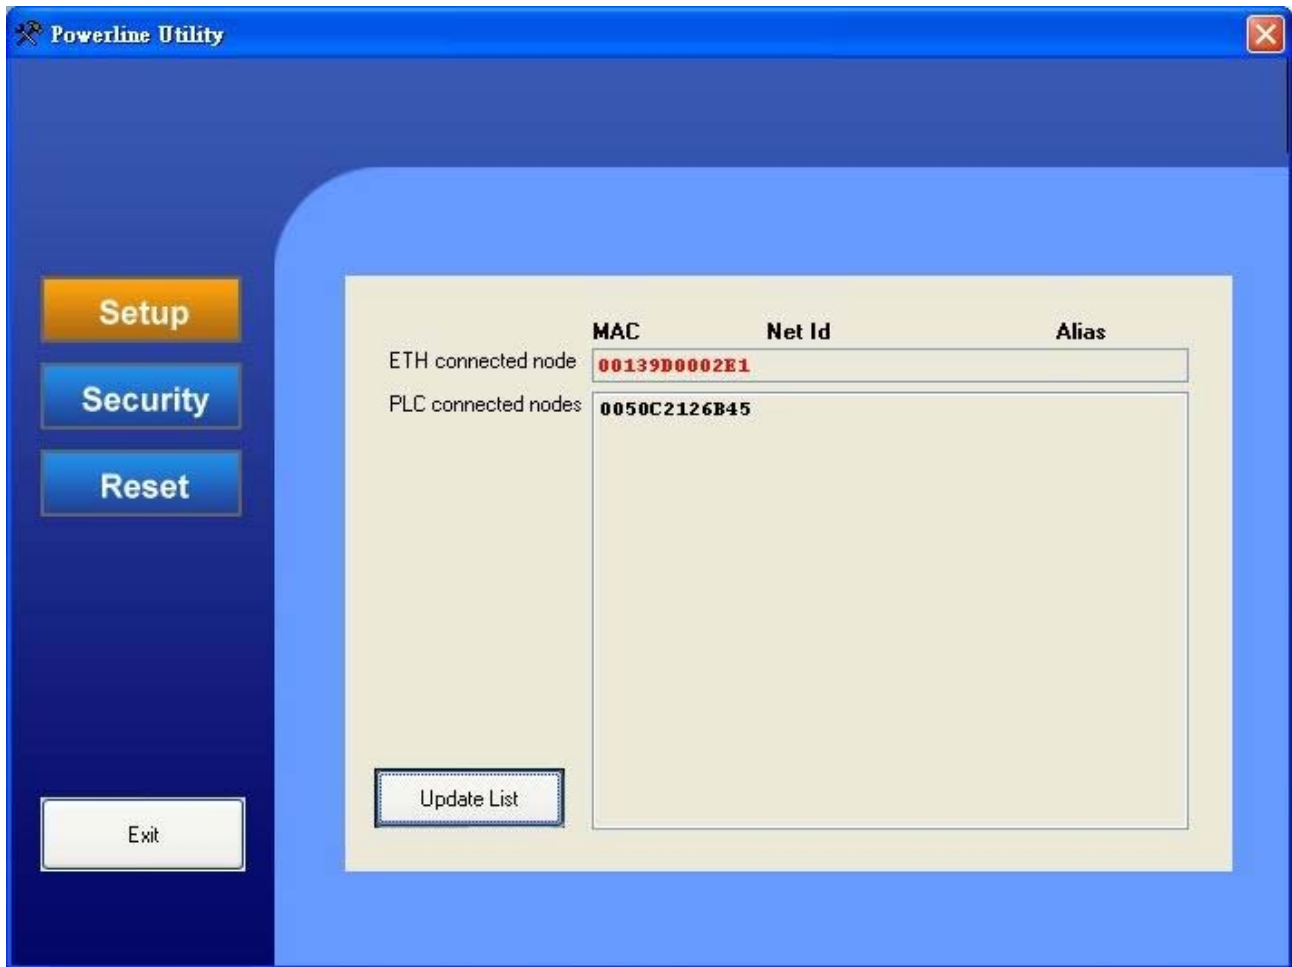 Powerline Utility
Setup
Security
Reset
Exit
MAC Net Id Alias
ETH connected node 00139D0002E1
PLC connected nodes 0050C2126B45
Update List